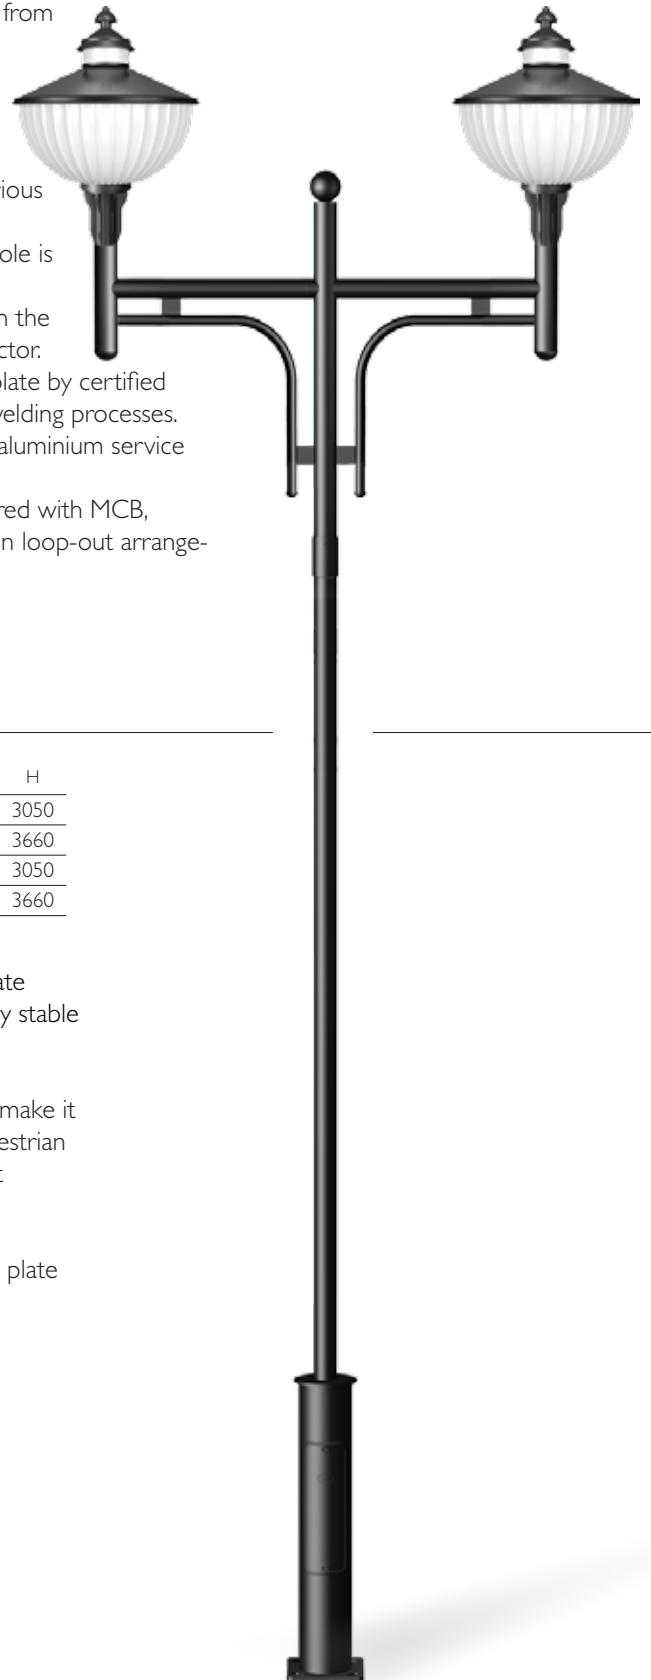 from
ious
ole is
n the
ctor.
plate by certified
welding processes.
aluminium service
red with MCB,
n loop-out arrange-
H
3050
3660
3050
3660
ate
y stable
make it
estrian
t
plate